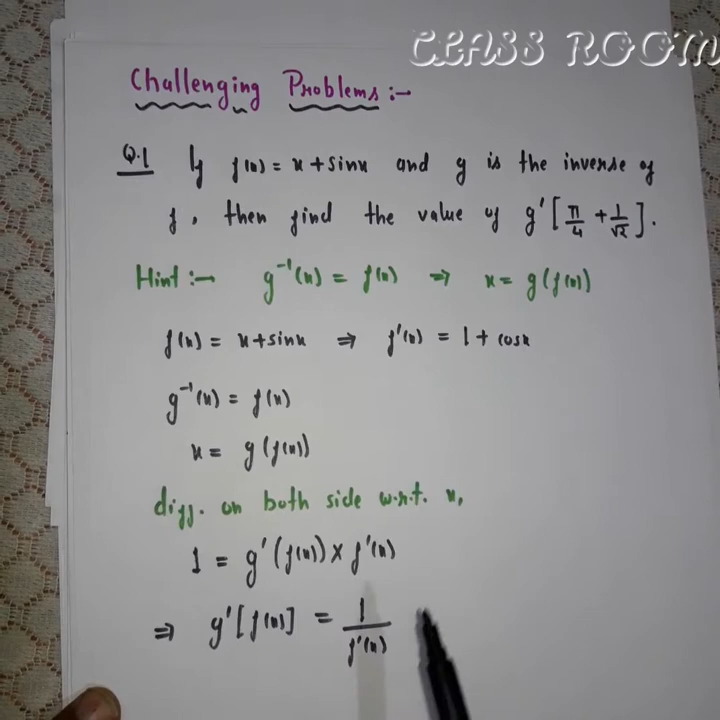 CLASS ROOM
Challenging Problems :-
Q.1 If f(x) = x + sinx and g is the inverse of
f, then find the value of g'[π/4 + 1/√2].
Hint :- g⁻¹(x) = f(x) ⇒ x = g(f(x))
f(x) = x + sinx ⇒ f'(x) = 1 + cosx
g⁻¹(x) = f(x)
x = g(f(x))
diff. on both side w.r.t. x,
1 = g'(f(x)) × f'(x)
⇒ g'[f(x)] = 1/f'(x)